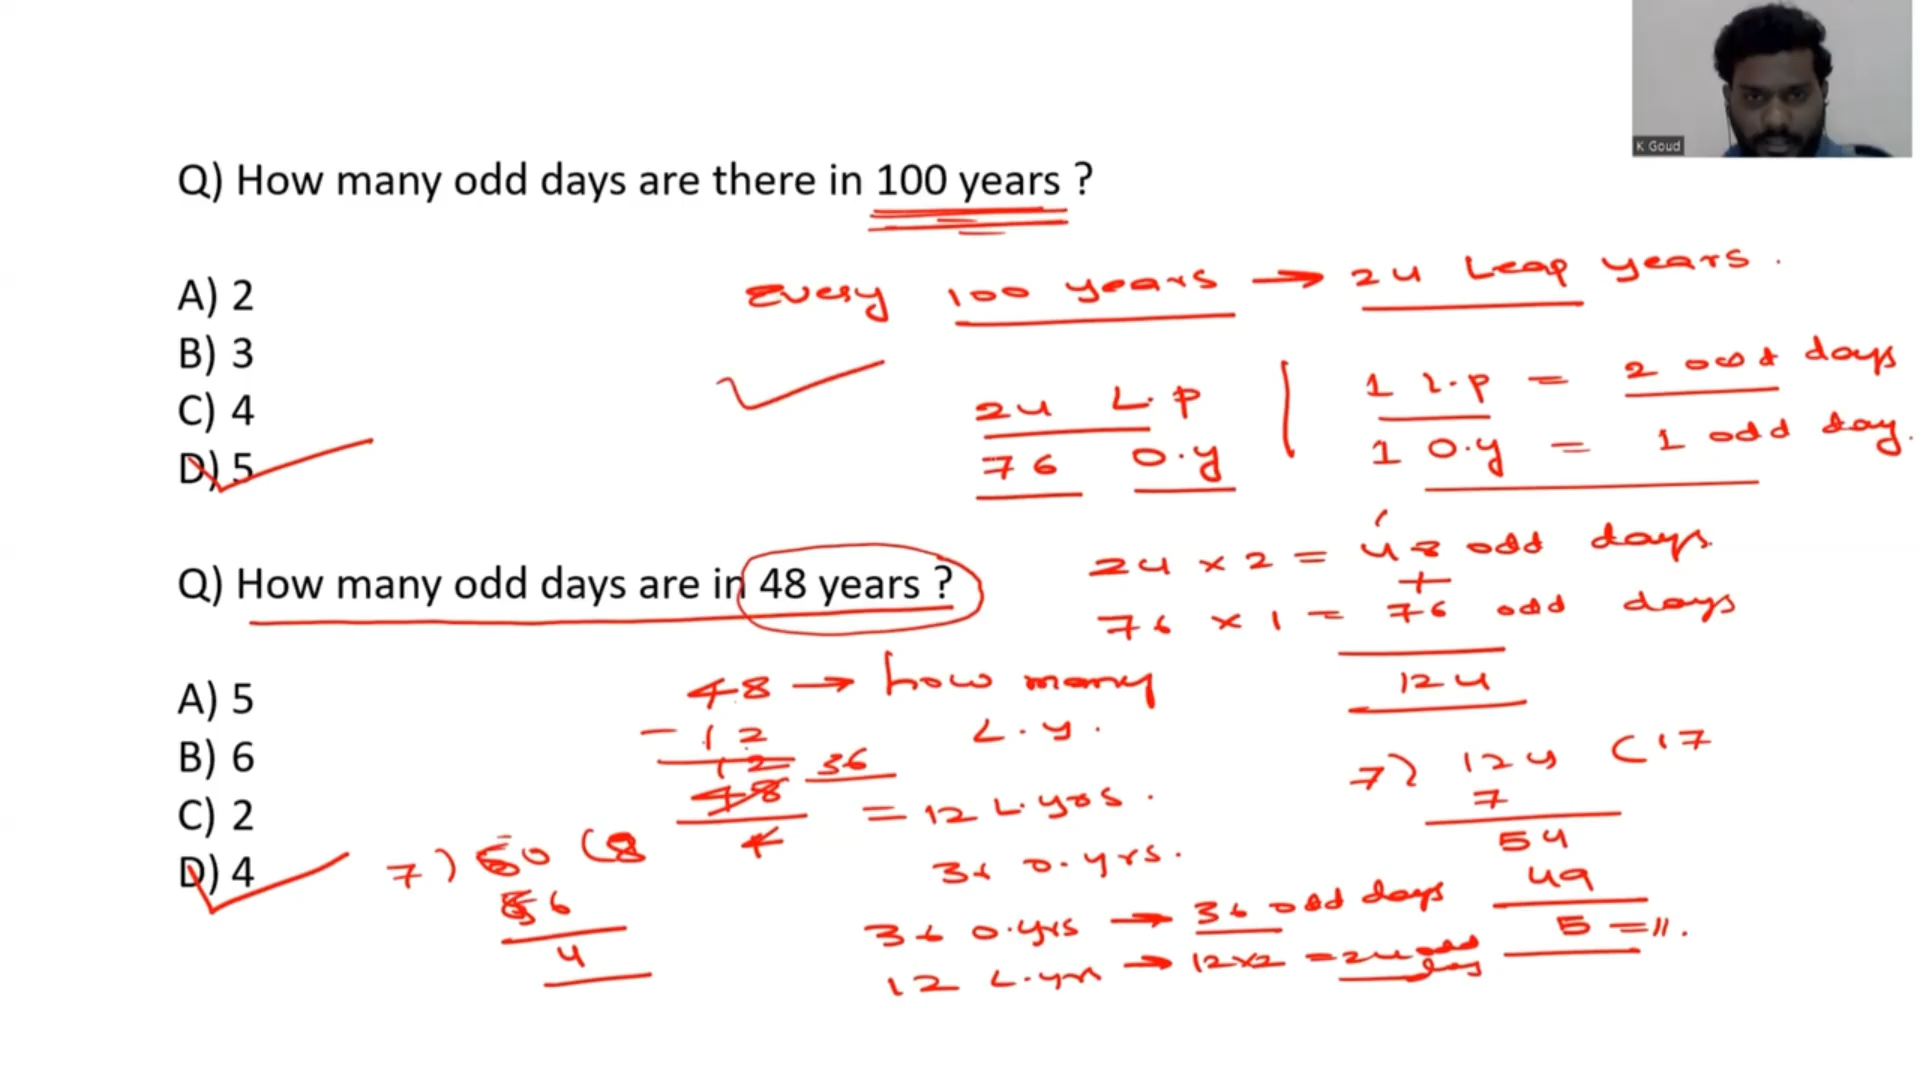 K Goud
Q) How many odd days are there in 100 years ?
Every 100 years → 24 Leap years.
A) 2
B) 3
C) 4
D) 5
24 L.p
76 O.y
1 L.p = 2 odd days
1 O.y = 1 odd day.
24 x 2 = 48 odd days
+
76 x 1 = 76 odd days
124
7) 124 (17
7
54
49
5 = 11.
Q) How many odd days are in 48 years ?
A) 5
B) 6
C) 2
D) 4
48 → how many
L.y.
- 12
36
12
48
= 12 L.yrs.
36 O.yrs.
36 O.yrs → 36 odd days
12 L.yrs → 12x2 = 24 odd days
7) 60 (8
56
4